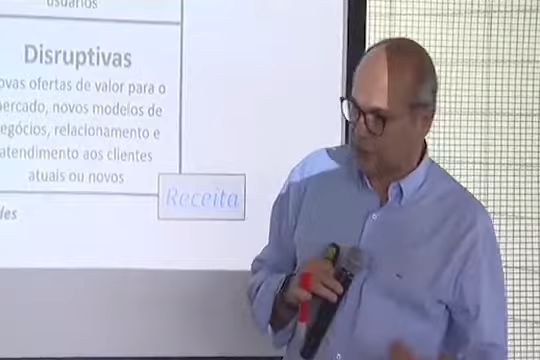 usuários
Disruptivas
ovas ofertas de valor para o
mercado, novos modelos de
egócios, relacionamento e
atendimento aos clientes
atuais ou novos
Receita
des